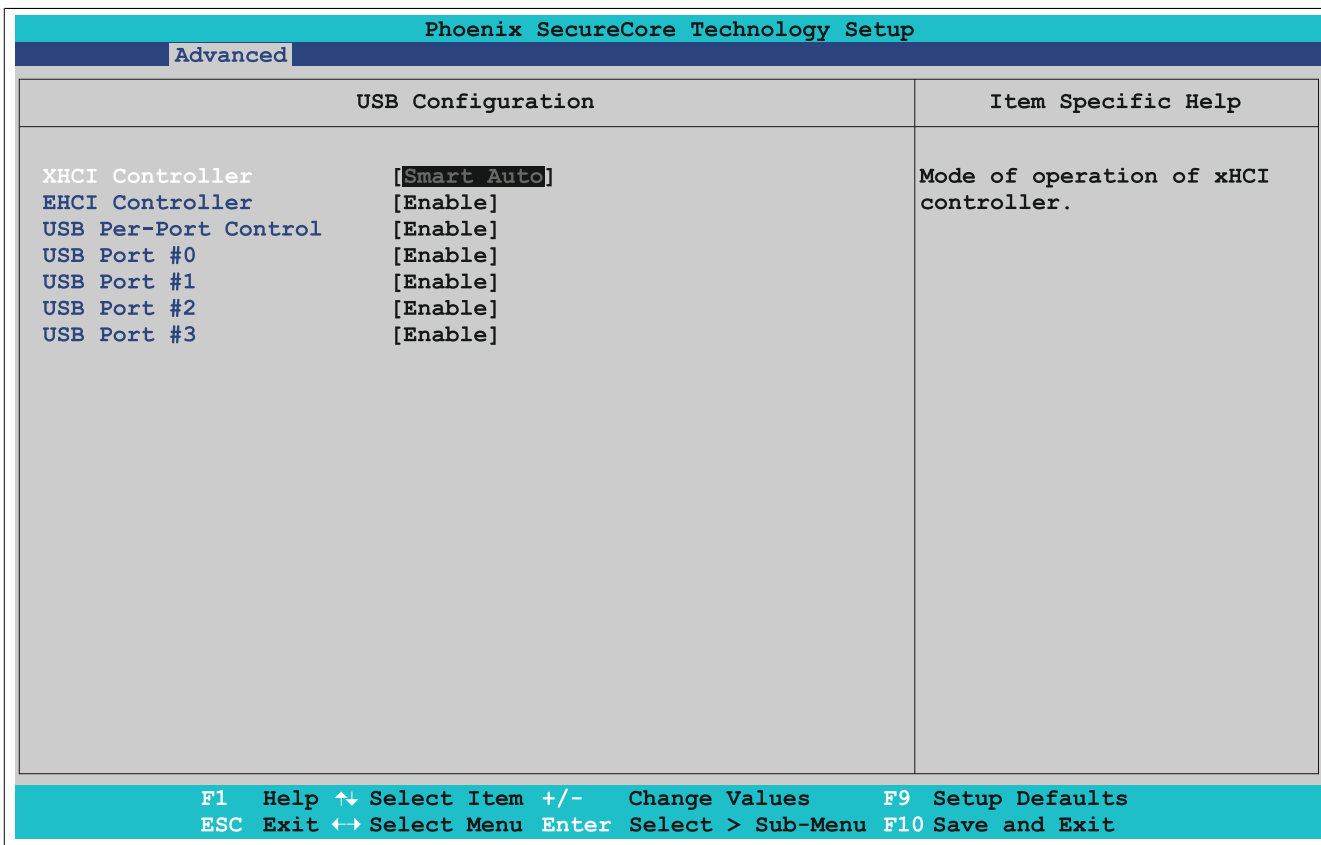 Phoenix SecureCore Technology Setup
Advanced
USB Configuration
Item Specific Help
XHCI Controller [Smart Auto]
EHCI Controller [Enable]
USB Per-Port Control [Enable]
USB Port #0 [Enable]
USB Port #1 [Enable]
USB Port #2 [Enable]
USB Port #3 [Enable]
Mode of operation of xHCI
controller.
F1 Help ↑↓ Select Item +/- Change Values F9 Setup Defaults
ESC Exit ←→ Select Menu Enter Select > Sub-Menu F10 Save and Exit